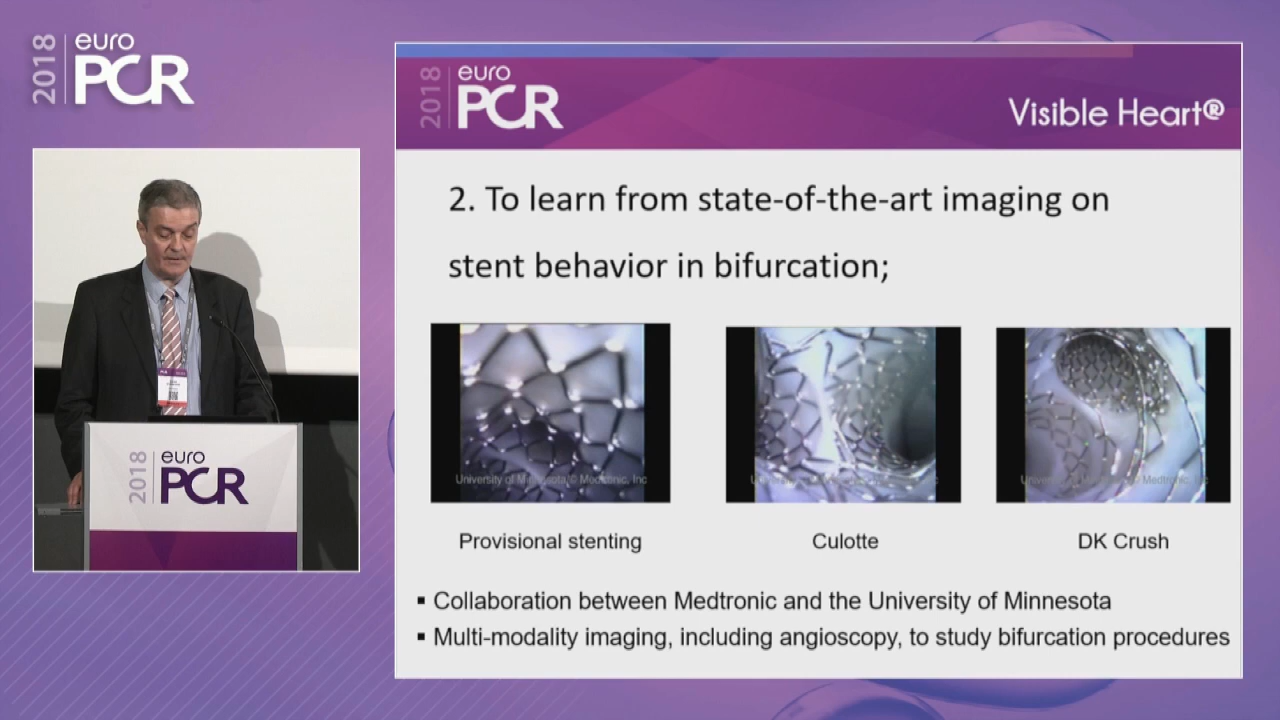 2018 euro PCR
2018 euro PCR
Visible Heart®
2. To learn from state-of-the-art imaging on
stent behavior in bifurcation;
University of Minnesota/© Medtronic, Inc
Medtronic, Inc
Provisional stenting
Culotte
DK Crush
▪ Collaboration between Medtronic and the University of Minnesota
▪ Multi-modality imaging, including angioscopy, to study bifurcation procedures
2018 euro PCR